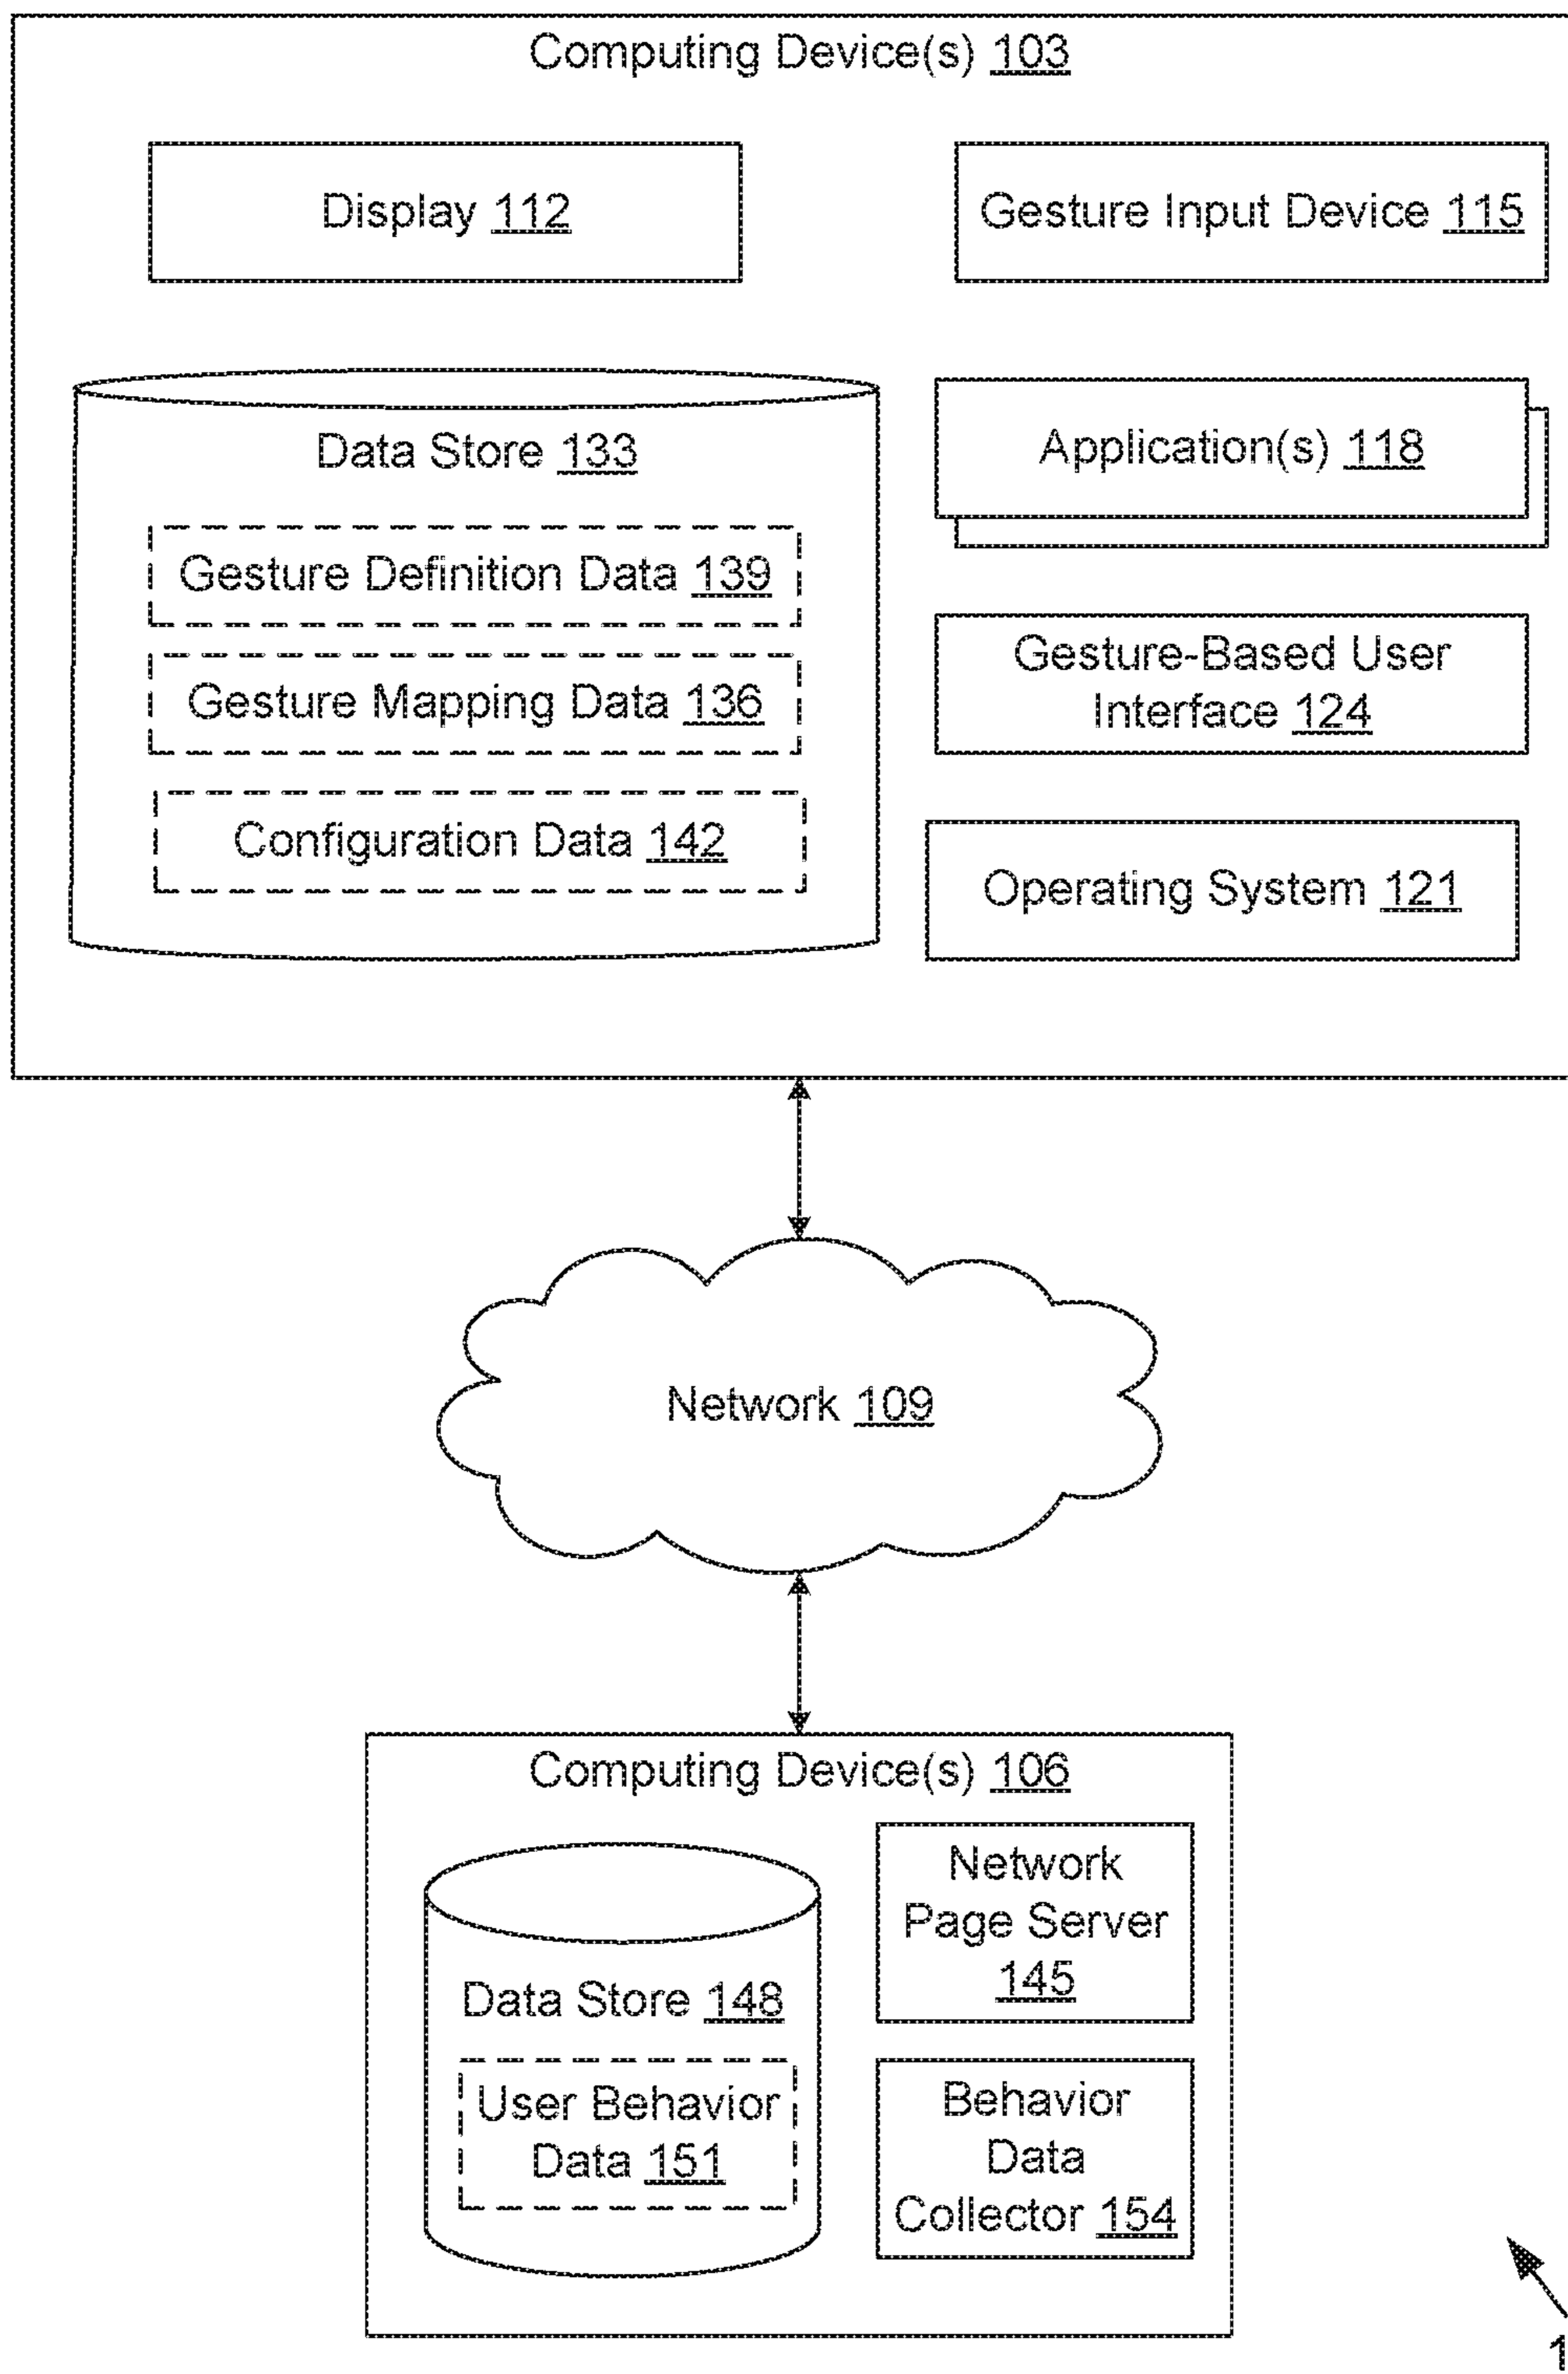 Computing Device(s) 103
Display 112
Gesture Input Device 115
Data Store 133
Gesture Definition Data 139
Gesture Mapping Data 136
Configuration Data 142
Application(s) 118
Gesture-Based User
Interface 124
Operating System 121
Network 109
Computing Device(s) 106
Data Store 148
User Behavior
Data 151
Network
Page Server
145
Behavior
Data
Collector 154
1